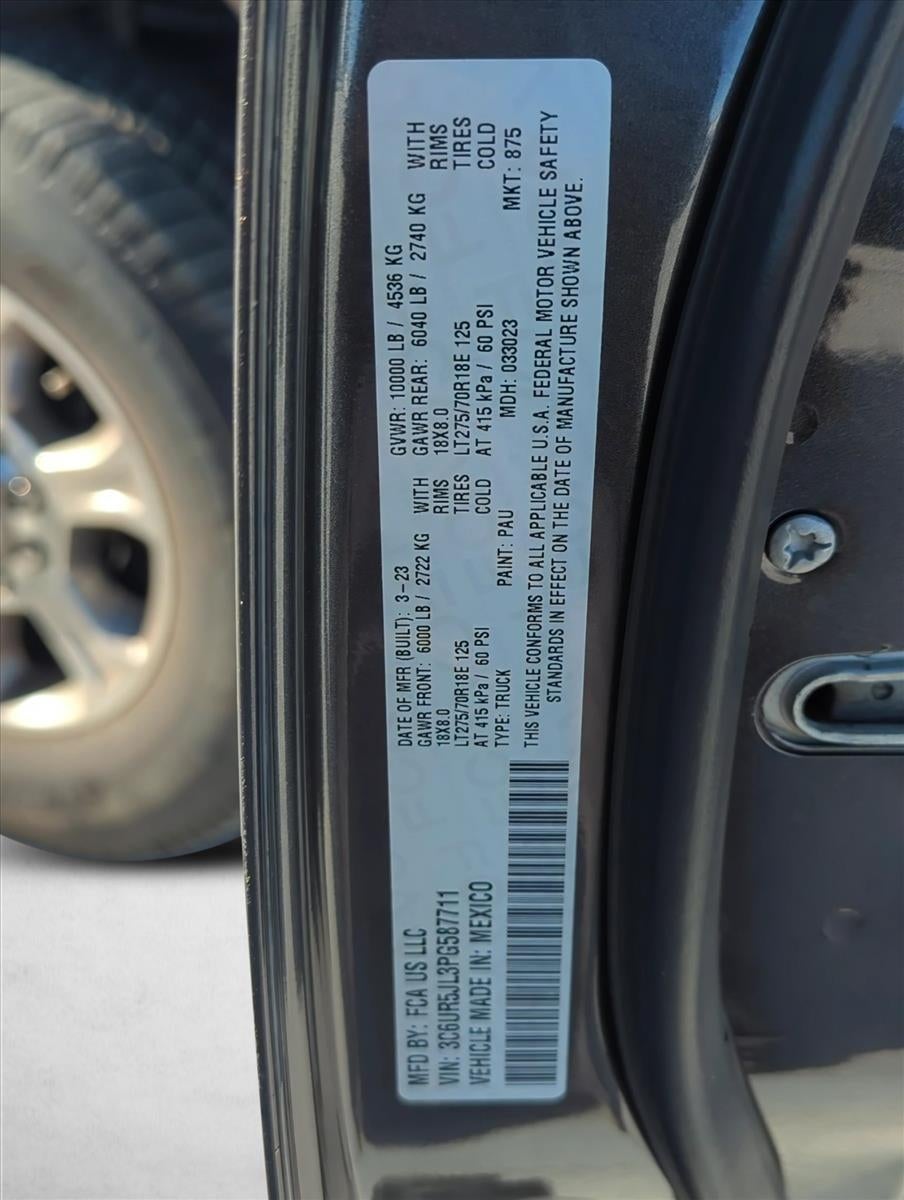 MFD BY: FCA US LLC
VIN: 3C6UR5JL3PG587711
VEHICLE MADE IN: MEXICO
DATE OF MFR (BUILT): 3-23 GVWR: 10000 LB / 4536 KG
GAWR FRONT: 6000 LB / 2722 KG WITH GAWR REAR: 6040 LB / 2740 KG WITH
18X8.0 RIMS 18X8.0 RIMS
LT275/70R18E 125 TIRES LT275/70R18E 125 TIRES
AT 415 kPa / 60 PSI COLD AT 415 kPa / 60 PSI COLD
TYPE: TRUCK PAINT: PAU MDH: 033023 MKT: 875
THIS VEHICLE CONFORMS TO ALL APPLICABLE U.S.A. FEDERAL MOTOR VEHICLE SAFETY
STANDARDS IN EFFECT ON THE DATE OF MANUFACTURE SHOWN ABOVE.